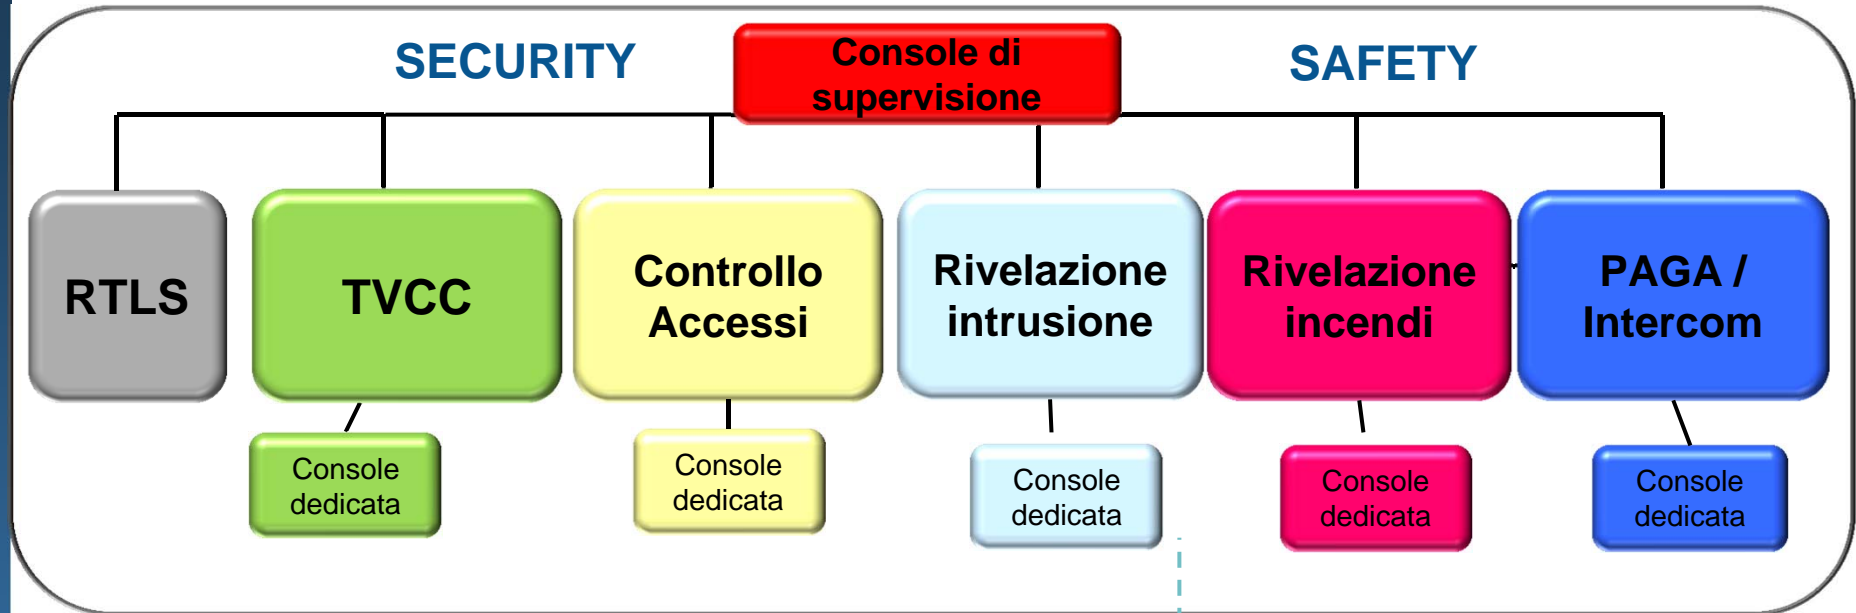 SECURITY
Console di
supervisione
SAFETY
RTLS
TVCC
Controllo
Accessi
Rivelazione
intrusione
Rivelazione
incendi
PAGA /
Intercom
Console
dedicata
Console
dedicata
Console
dedicata
Console
dedicata
Console
dedicata